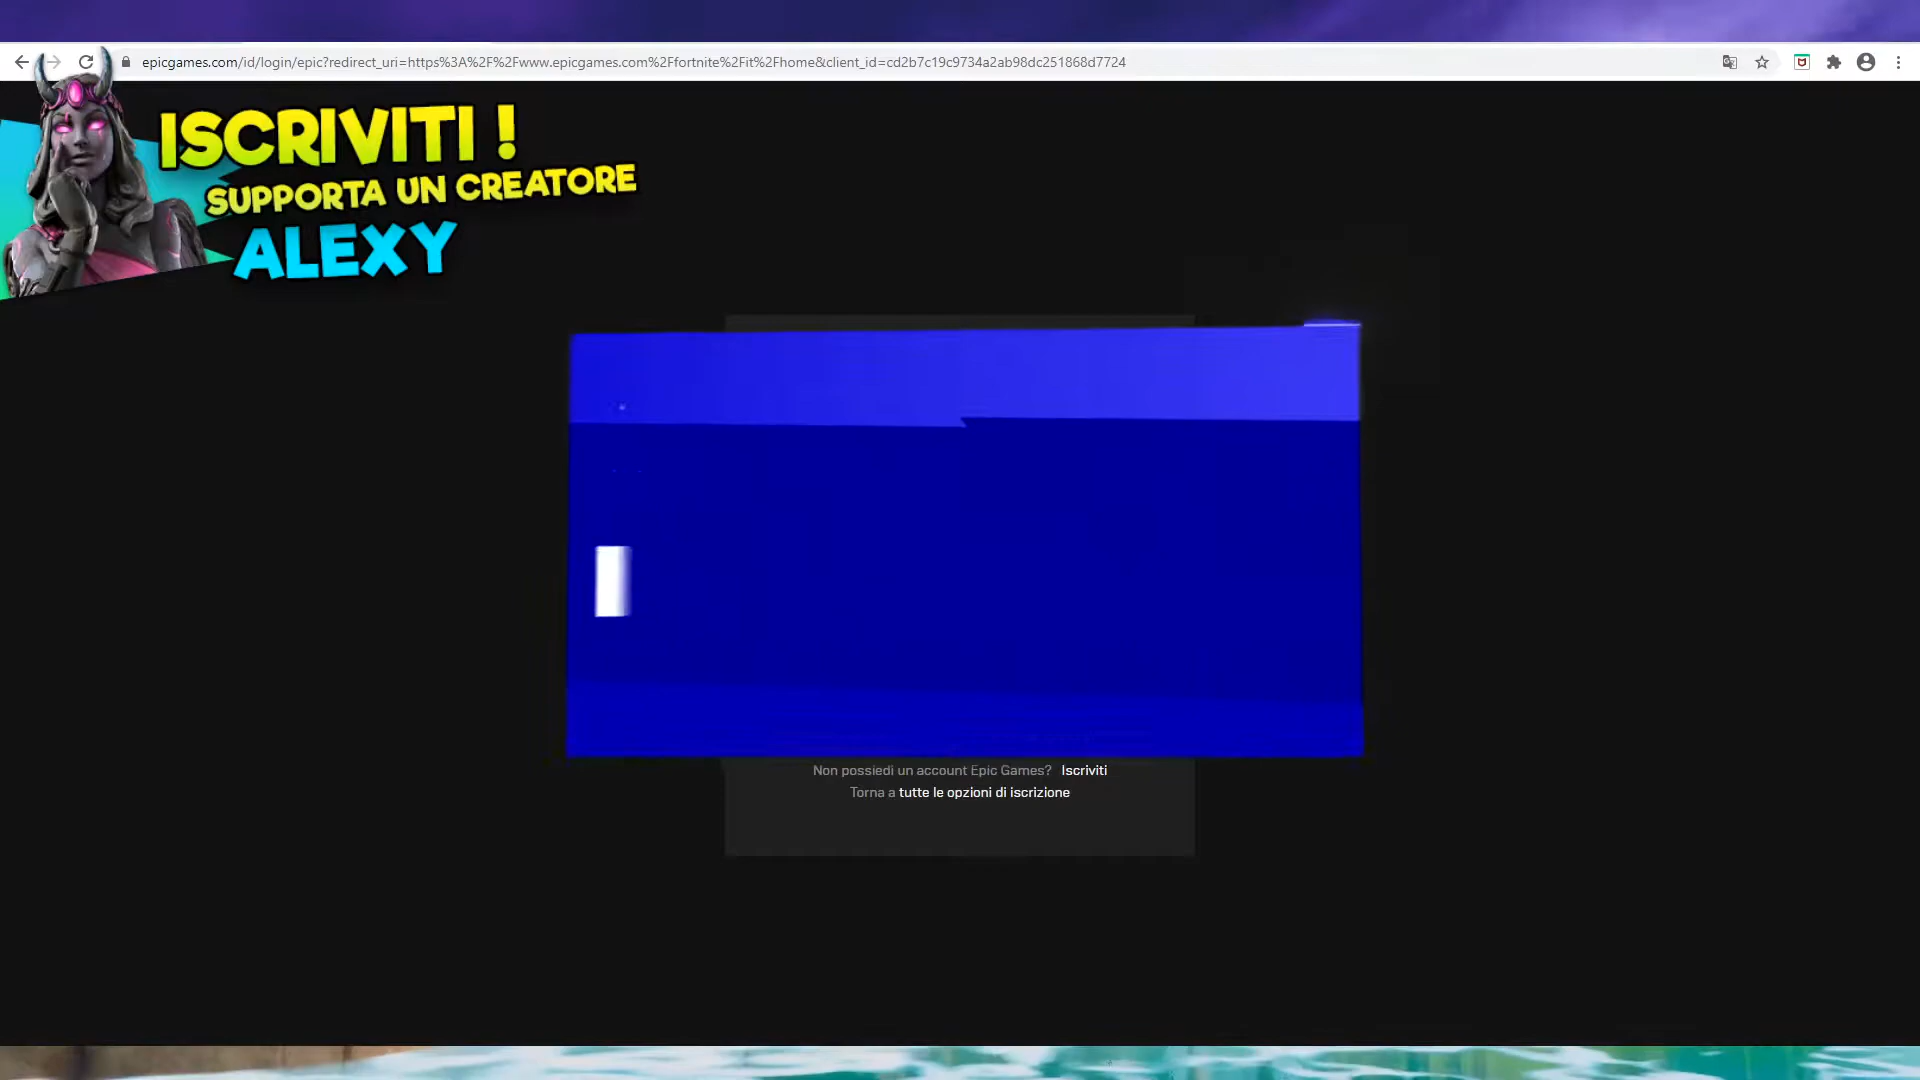 epicgames.com/id/login/epic?redirect_uri=https%3A%2F%2Fwww.epicgames.com%2Ffortnite%2Fit%2Fhome&client_id=cd2b7c19c9734a2ab98dc251868d7724
ISCRIVITI !
SUPPORTA UN CREATORE
ALEXY
Non possiedi un account Epic Games? Iscriviti
Torna a tutte le opzioni di iscrizione